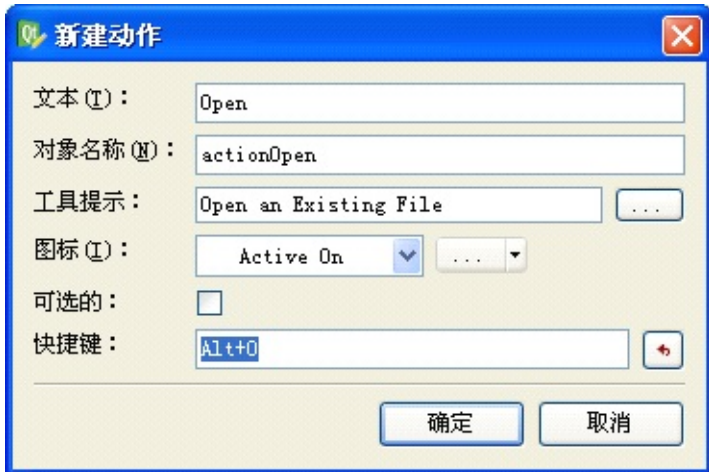 Qt 新建动作
文本(T)： Open
对象名称(N)： actionOpen
工具提示： Open an Existing File ...
图标(I)： Active On ...
可选的：
快捷键： Alt+O
确定 取消